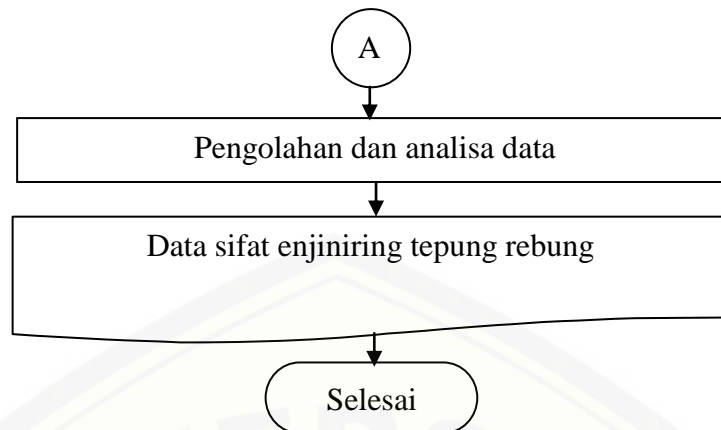 A
Pengolahan dan analisa data
Data sifat enjiniring tepung rebung
Selesai